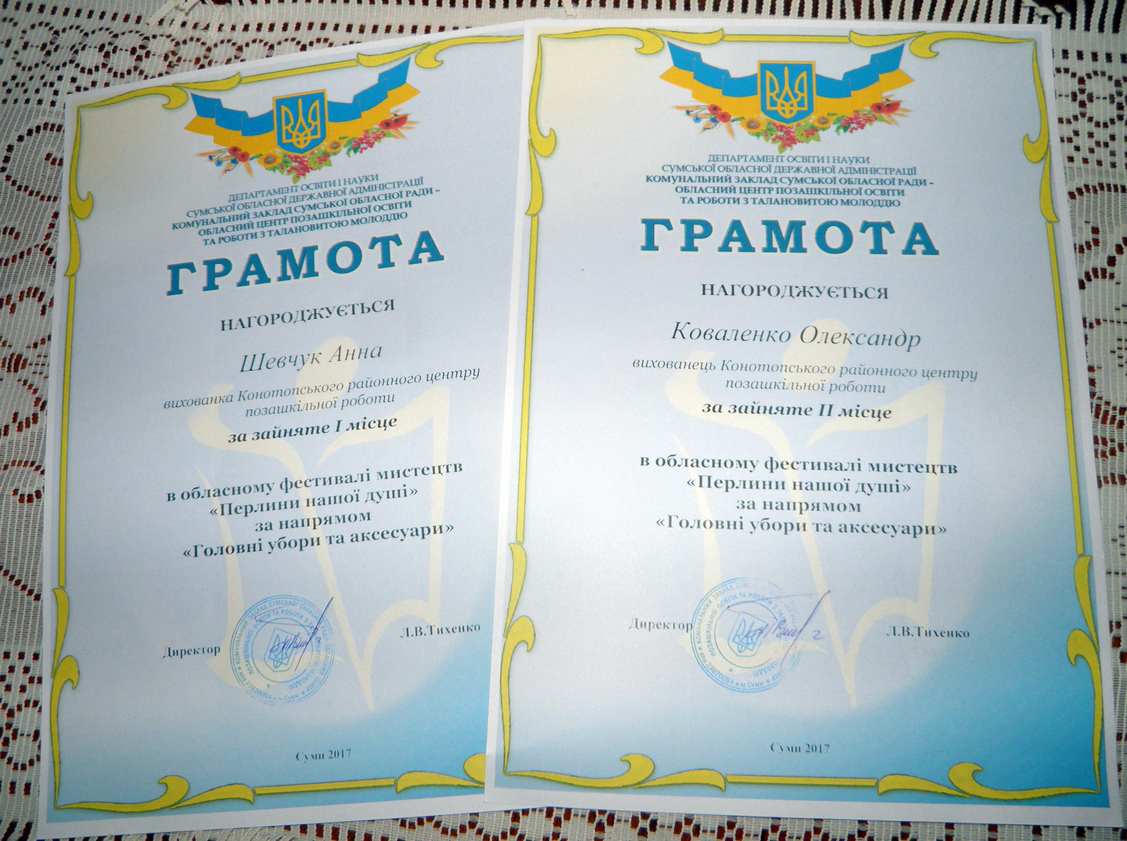 ДЕПАРТАМЕНТ ОСВІТИ І НАУКИ
СУМСЬКОЇ ОБЛАСНОЇ ДЕРЖАВНОЇ АДМІНІСТРАЦІЇ
КОМУНАЛЬНИЙ ЗАКЛАД СУМСЬКОЇ ОБЛАСНОЇ РАДИ –
ОБЛАСНИЙ ЦЕНТР ПОЗАШКІЛЬНОЇ ОСВІТИ
ТА РОБОТИ З ТАЛАНОВИТОЮ МОЛОДДЮ
ГРАМОТА
НАГОРОДЖУЄТЬСЯ
Шевчук Анна
вихованка Конотопського районного центру
позашкільної роботи
за зайняте І місце
в обласному фестивалі мистецтв
«Перлини нашої душі»
за напрямом
«Головні убори та аксесуари»
Директор
Л.В.Тихенко
Суми 2017
ДЕПАРТАМЕНТ ОСВІТИ І НАУКИ
СУМСЬКОЇ ОБЛАСНОЇ ДЕРЖАВНОЇ АДМІНІСТРАЦІЇ
КОМУНАЛЬНИЙ ЗАКЛАД СУМСЬКОЇ ОБЛАСНОЇ РАДИ –
ОБЛАСНИЙ ЦЕНТР ПОЗАШКІЛЬНОЇ ОСВІТИ
ТА РОБОТИ З ТАЛАНОВИТОЮ МОЛОДДЮ
ГРАМОТА
НАГОРОДЖУЄТЬСЯ
Коваленко Олександр
вихованець Конотопського районного центру
позашкільної роботи
за зайняте ІІ місце
в обласному фестивалі мистецтв
«Перлини нашої душі»
за напрямом
«Головні убори та аксесуари»
Директор
Л.В.Тихенко
Суми 2017